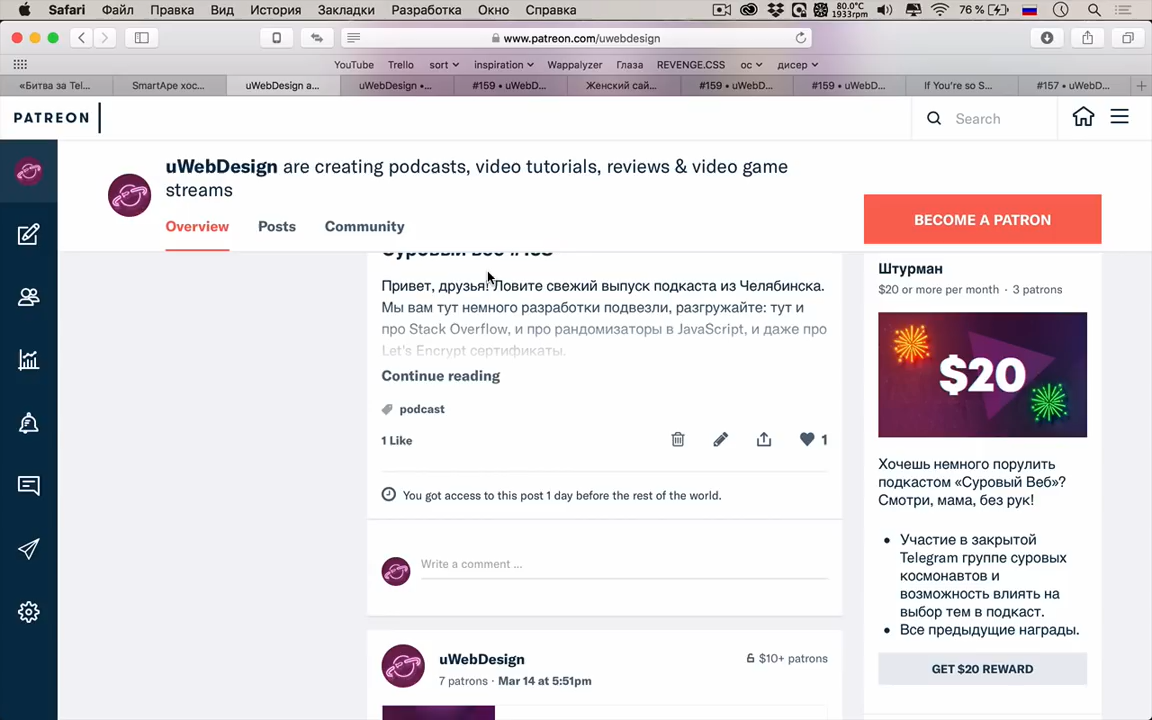 Safari Файл Правка Вид История Закладки Разработка Окно Справка 80.0°C 1933rpm 76 %
www.patreon.com/uwebdesign
YouTube Trello sort inspiration Wappalyzer Глаза REVENGE.CSS ос дисер
«Битва за Tel... SmartApe хос... uWebDesign a... uWebDesign •... #159 • uWebD... Женский сай... #159 • uWebD... #159 • uWebD... If You're so S... #157 • uWebD...
PATREON
Search
uWebDesign are creating podcasts, video tutorials, reviews & video game
streams
BECOME A PATRON
Overview Posts Community
Привет, друзья! Ловите свежий выпуск подкаста из Челябинска.
Мы вам тут немного разработки подвезли, разгружайте: тут и
про Stack Overflow, и про рандомизаторы в JavaScript, и даже про
Let's Encrypt сертификаты.
Continue reading
podcast
1 Like
1
You got access to this post 1 day before the rest of the world.
Write a comment ...
uWebDesign
$10+ patrons
7 patrons • Mar 14 at 5:51pm
Штурман
$20 or more per month • 3 patrons
$20
Хочешь немного порулить
подкастом «Суровый Веб»?
Смотри, мама, без рук!
Участие в закрытой
Telegram группе суровых
космонавтов и
возможность влиять на
выбор тем в подкаст.
Все предыдущие награды.
GET $20 REWARD